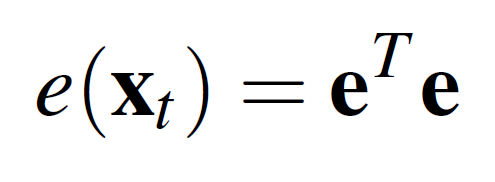 e(𝐱ₜ) = 𝐞ᵀ𝐞